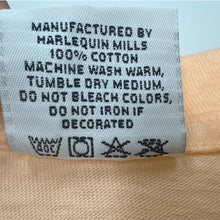 MANUFACTURED BY
HARLEQUIN MILLS
100% COTTON
MACHINE WASH WARM,
TUMBLE DRY MEDIUM,
DO NOT BLEACH COLORS,
DO NOT IRON IF
DECORATED